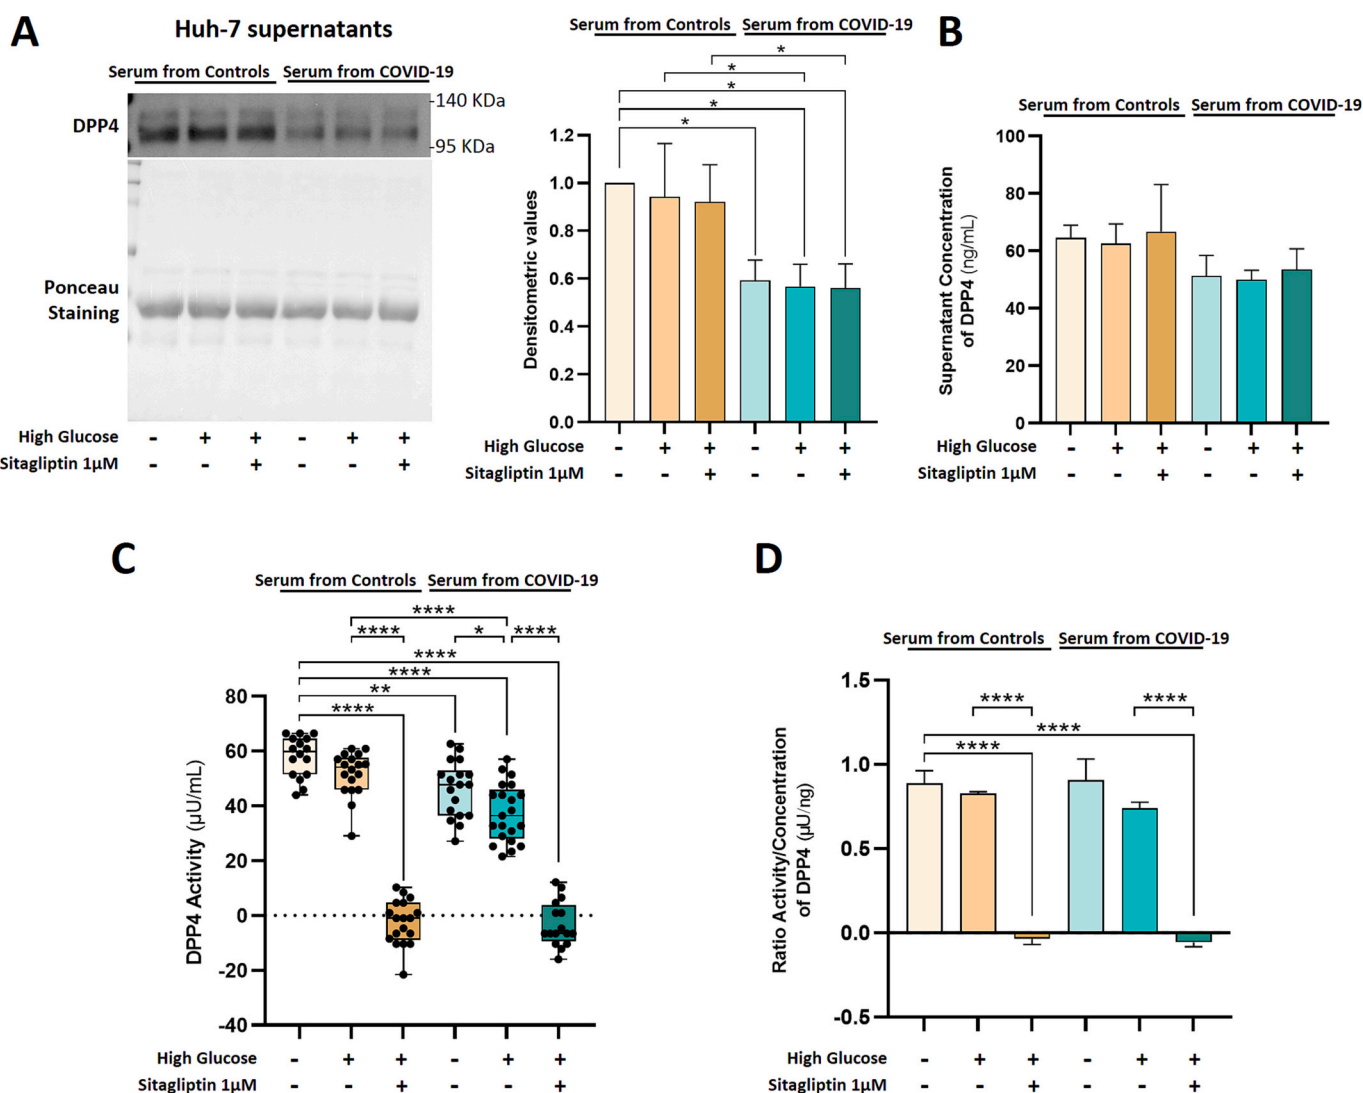 A
Huh-7 supernatants
Serum from Controls Serum from COVID-19
DPP4
-140 KDa
-95 KDa
Ponceau
Staining
High Glucose - + + - + +
Sitagliptin 1μM - - + - - +
Serum from Controls Serum from COVID-19
*
*
*
*
*
Densitometric values
1.2
1.0
0.8
0.6
0.4
0.2
0.0
High Glucose - + + - + +
Sitagliptin 1μM - - + - - +
B
Serum from Controls Serum from COVID-19
Supernatant Concentration
of DPP4 (ng/mL)
100
80
60
40
20
0
High Glucose - + + - + +
Sitagliptin 1μM - - + - - +
C
Serum from Controls Serum from COVID-19
****
**** * ****
****
****
**
****
DPP4 Activity (μU/mL)
80
60
40
20
0
-20
-40
High Glucose - + + - + +
Sitagliptin 1μM - - + - - +
D
Serum from Controls Serum from COVID-19
**** ****
****
****
Ratio Activity/Concentration
of DPP4 (μU/ng)
1.5
1.0
0.5
0.0
-0.5
High Glucose - + + - + +
Sitagliptin 1μM - - + - - +